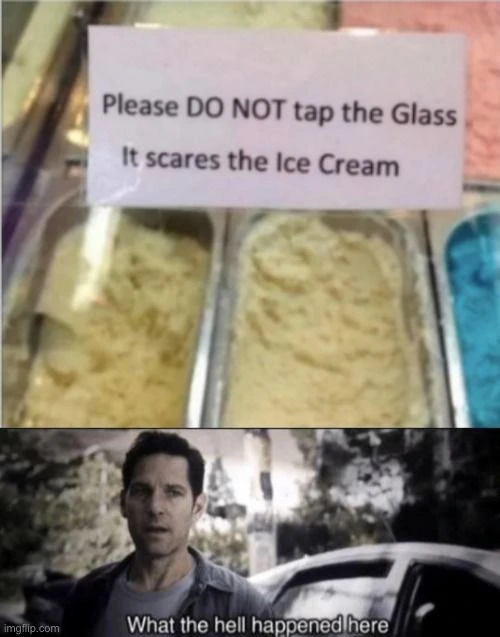 Please DO NOT tap the Glass
It scares the Ice Cream
What the hell happened here
imgflip.com